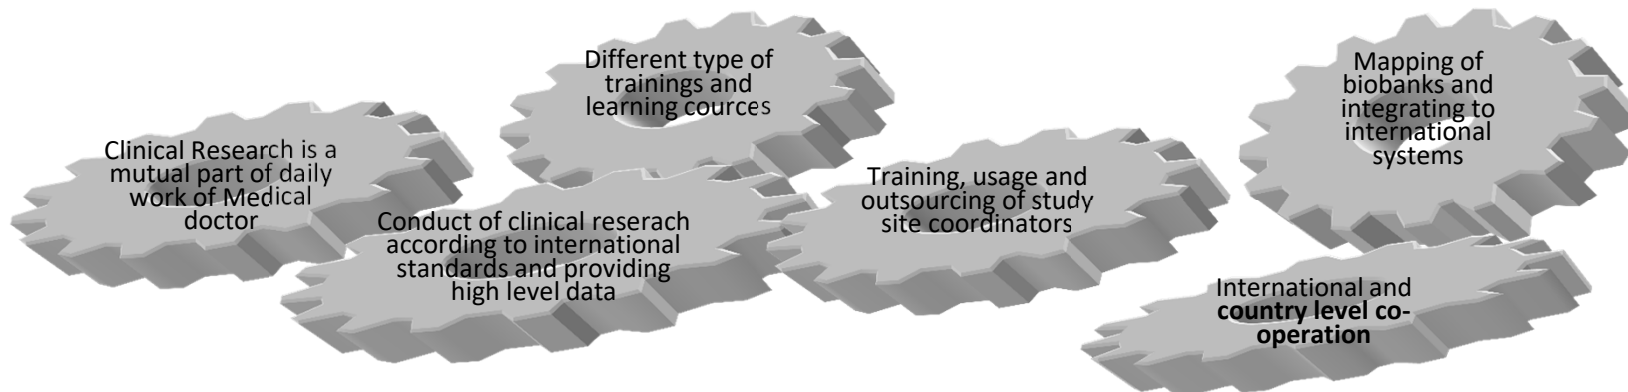 Clinical Research is a
mutual part of daily
work of Medical
doctor
Different type of
trainings and
learning cources
Conduct of clinical reserach
according to international
standards and providing
high level data
Training, usage and
outsourcing of study
site coordinators
Mapping of
biobanks and
integrating to
international
systems
International and
country level co-
operation